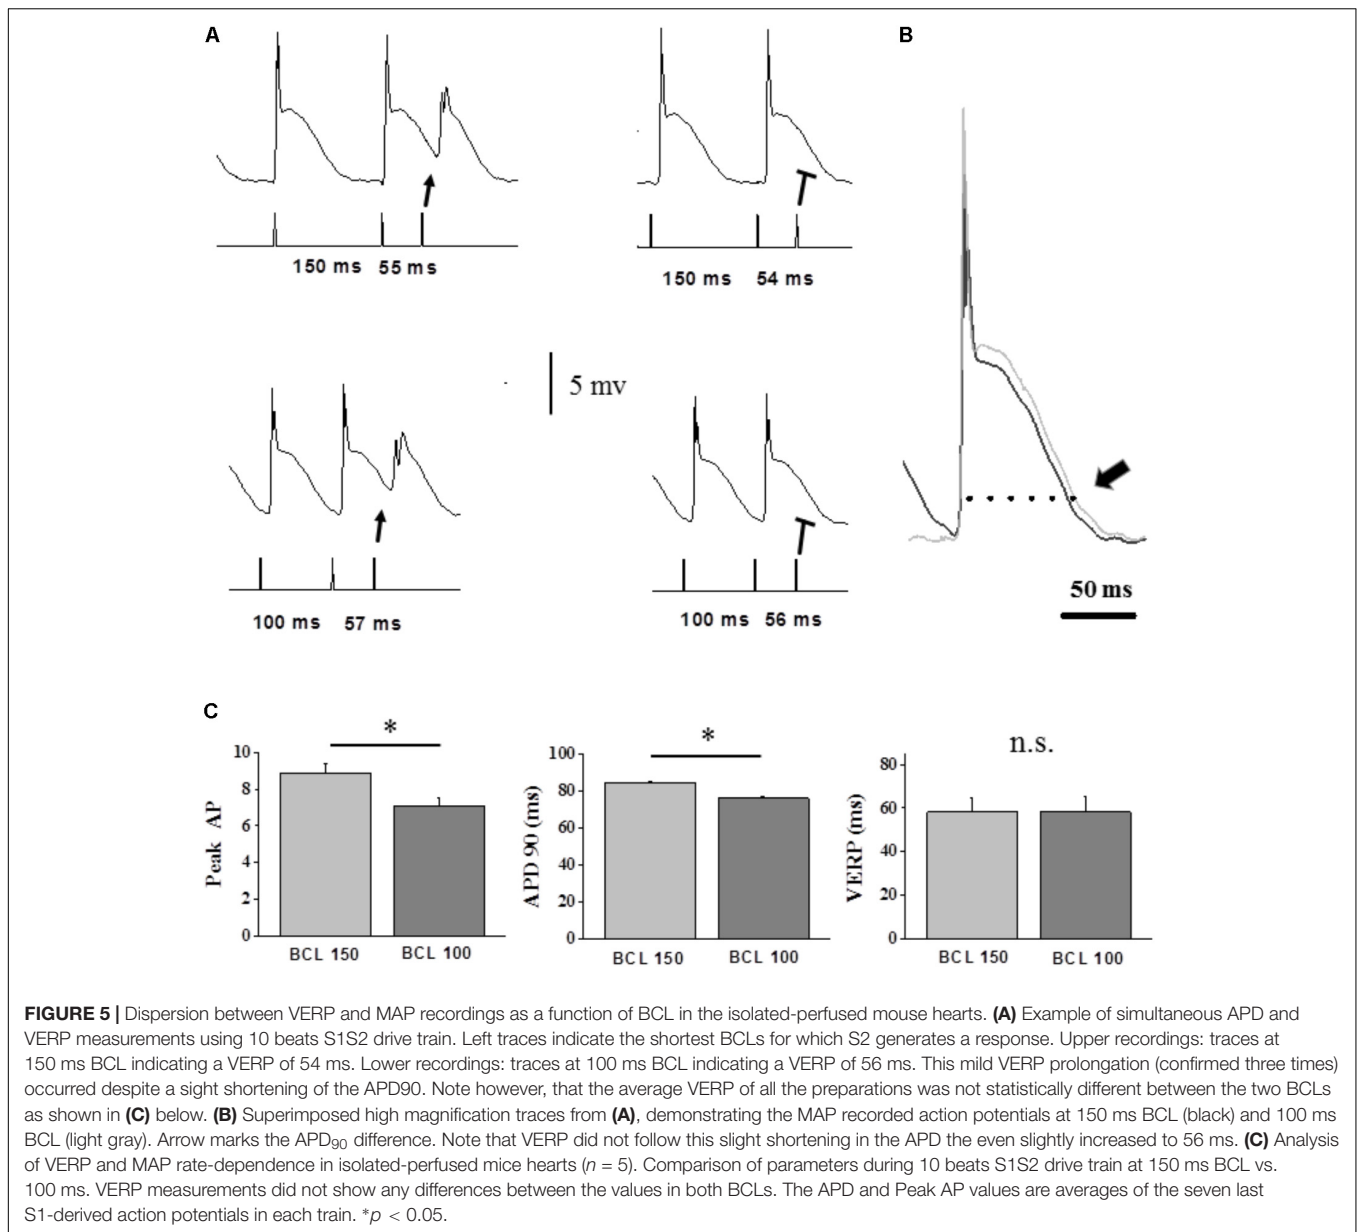 A
B
150 ms 55 ms
150 ms 54 ms
5 mv
100 ms 57 ms
100 ms 56 ms
50 ms
C
*
*
n.s.
Peak AP
10
8
6
4
2
0
BCL 150 BCL 100
APD 90 (ms)
100
80
60
40
20
0
BCL 150 BCL 100
VERP (ms)
80
60
40
20
0
BCL 150 BCL 100
FIGURE 5 | Dispersion between VERP and MAP recordings as a function of BCL in the isolated-perfused mouse hearts. (A) Example of simultaneous APD and
VERP measurements using 10 beats S1S2 drive train. Left traces indicate the shortest BCLs for which S2 generates a response. Upper recordings: traces at
150 ms BCL indicating a VERP of 54 ms. Lower recordings: traces at 100 ms BCL indicating a VERP of 56 ms. This mild VERP prolongation (confirmed three times)
occurred despite a sight shortening of the APD90. Note however, that the average VERP of all the preparations was not statistically different between the two BCLs
as shown in (C) below. (B) Superimposed high magnification traces from (A), demonstrating the MAP recorded action potentials at 150 ms BCL (black) and 100 ms
BCL (light gray). Arrow marks the APD90 difference. Note that VERP did not follow this slight shortening in the APD the even slightly increased to 56 ms. (C) Analysis
of VERP and MAP rate-dependence in isolated-perfused mice hearts (n = 5). Comparison of parameters during 10 beats S1S2 drive train at 150 ms BCL vs.
100 ms. VERP measurements did not show any differences between the values in both BCLs. The APD and Peak AP values are averages of the seven last
S1-derived action potentials in each train. *p < 0.05.